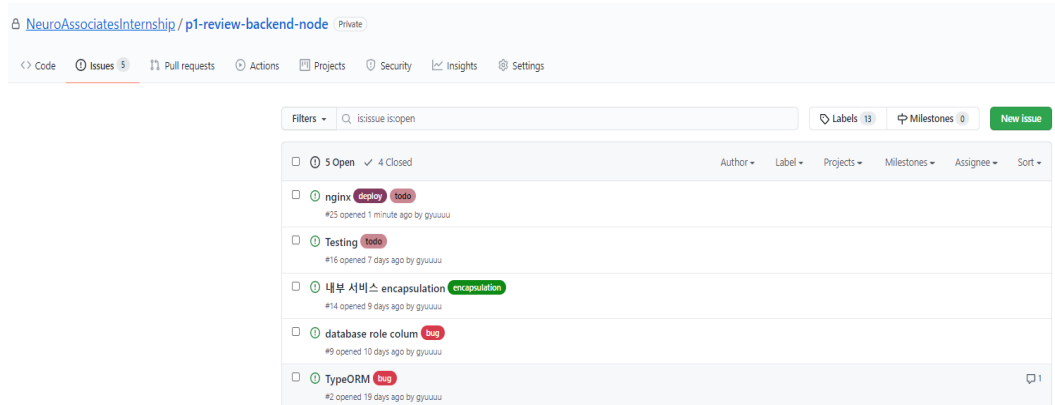 NeuroAssociatesInternship / p1-review-backend-node Private
<> Code Issues 5 Pull requests Actions Projects Security Insights Settings
Filters is:issue is:open Labels 13 Milestones 0 New issue
5 Open 4 Closed Author Label Projects Milestones Assignee Sort
nginx deploy todo
#25 opened 1 minute ago by gyuuuu
Testing todo
#16 opened 7 days ago by gyuuuu
내부 서비스 encapsulation encapsulation
#14 opened 9 days ago by gyuuuu
database role colum bug
#9 opened 10 days ago by gyuuuu
TypeORM bug 1
#2 opened 19 days ago by gyuuuu